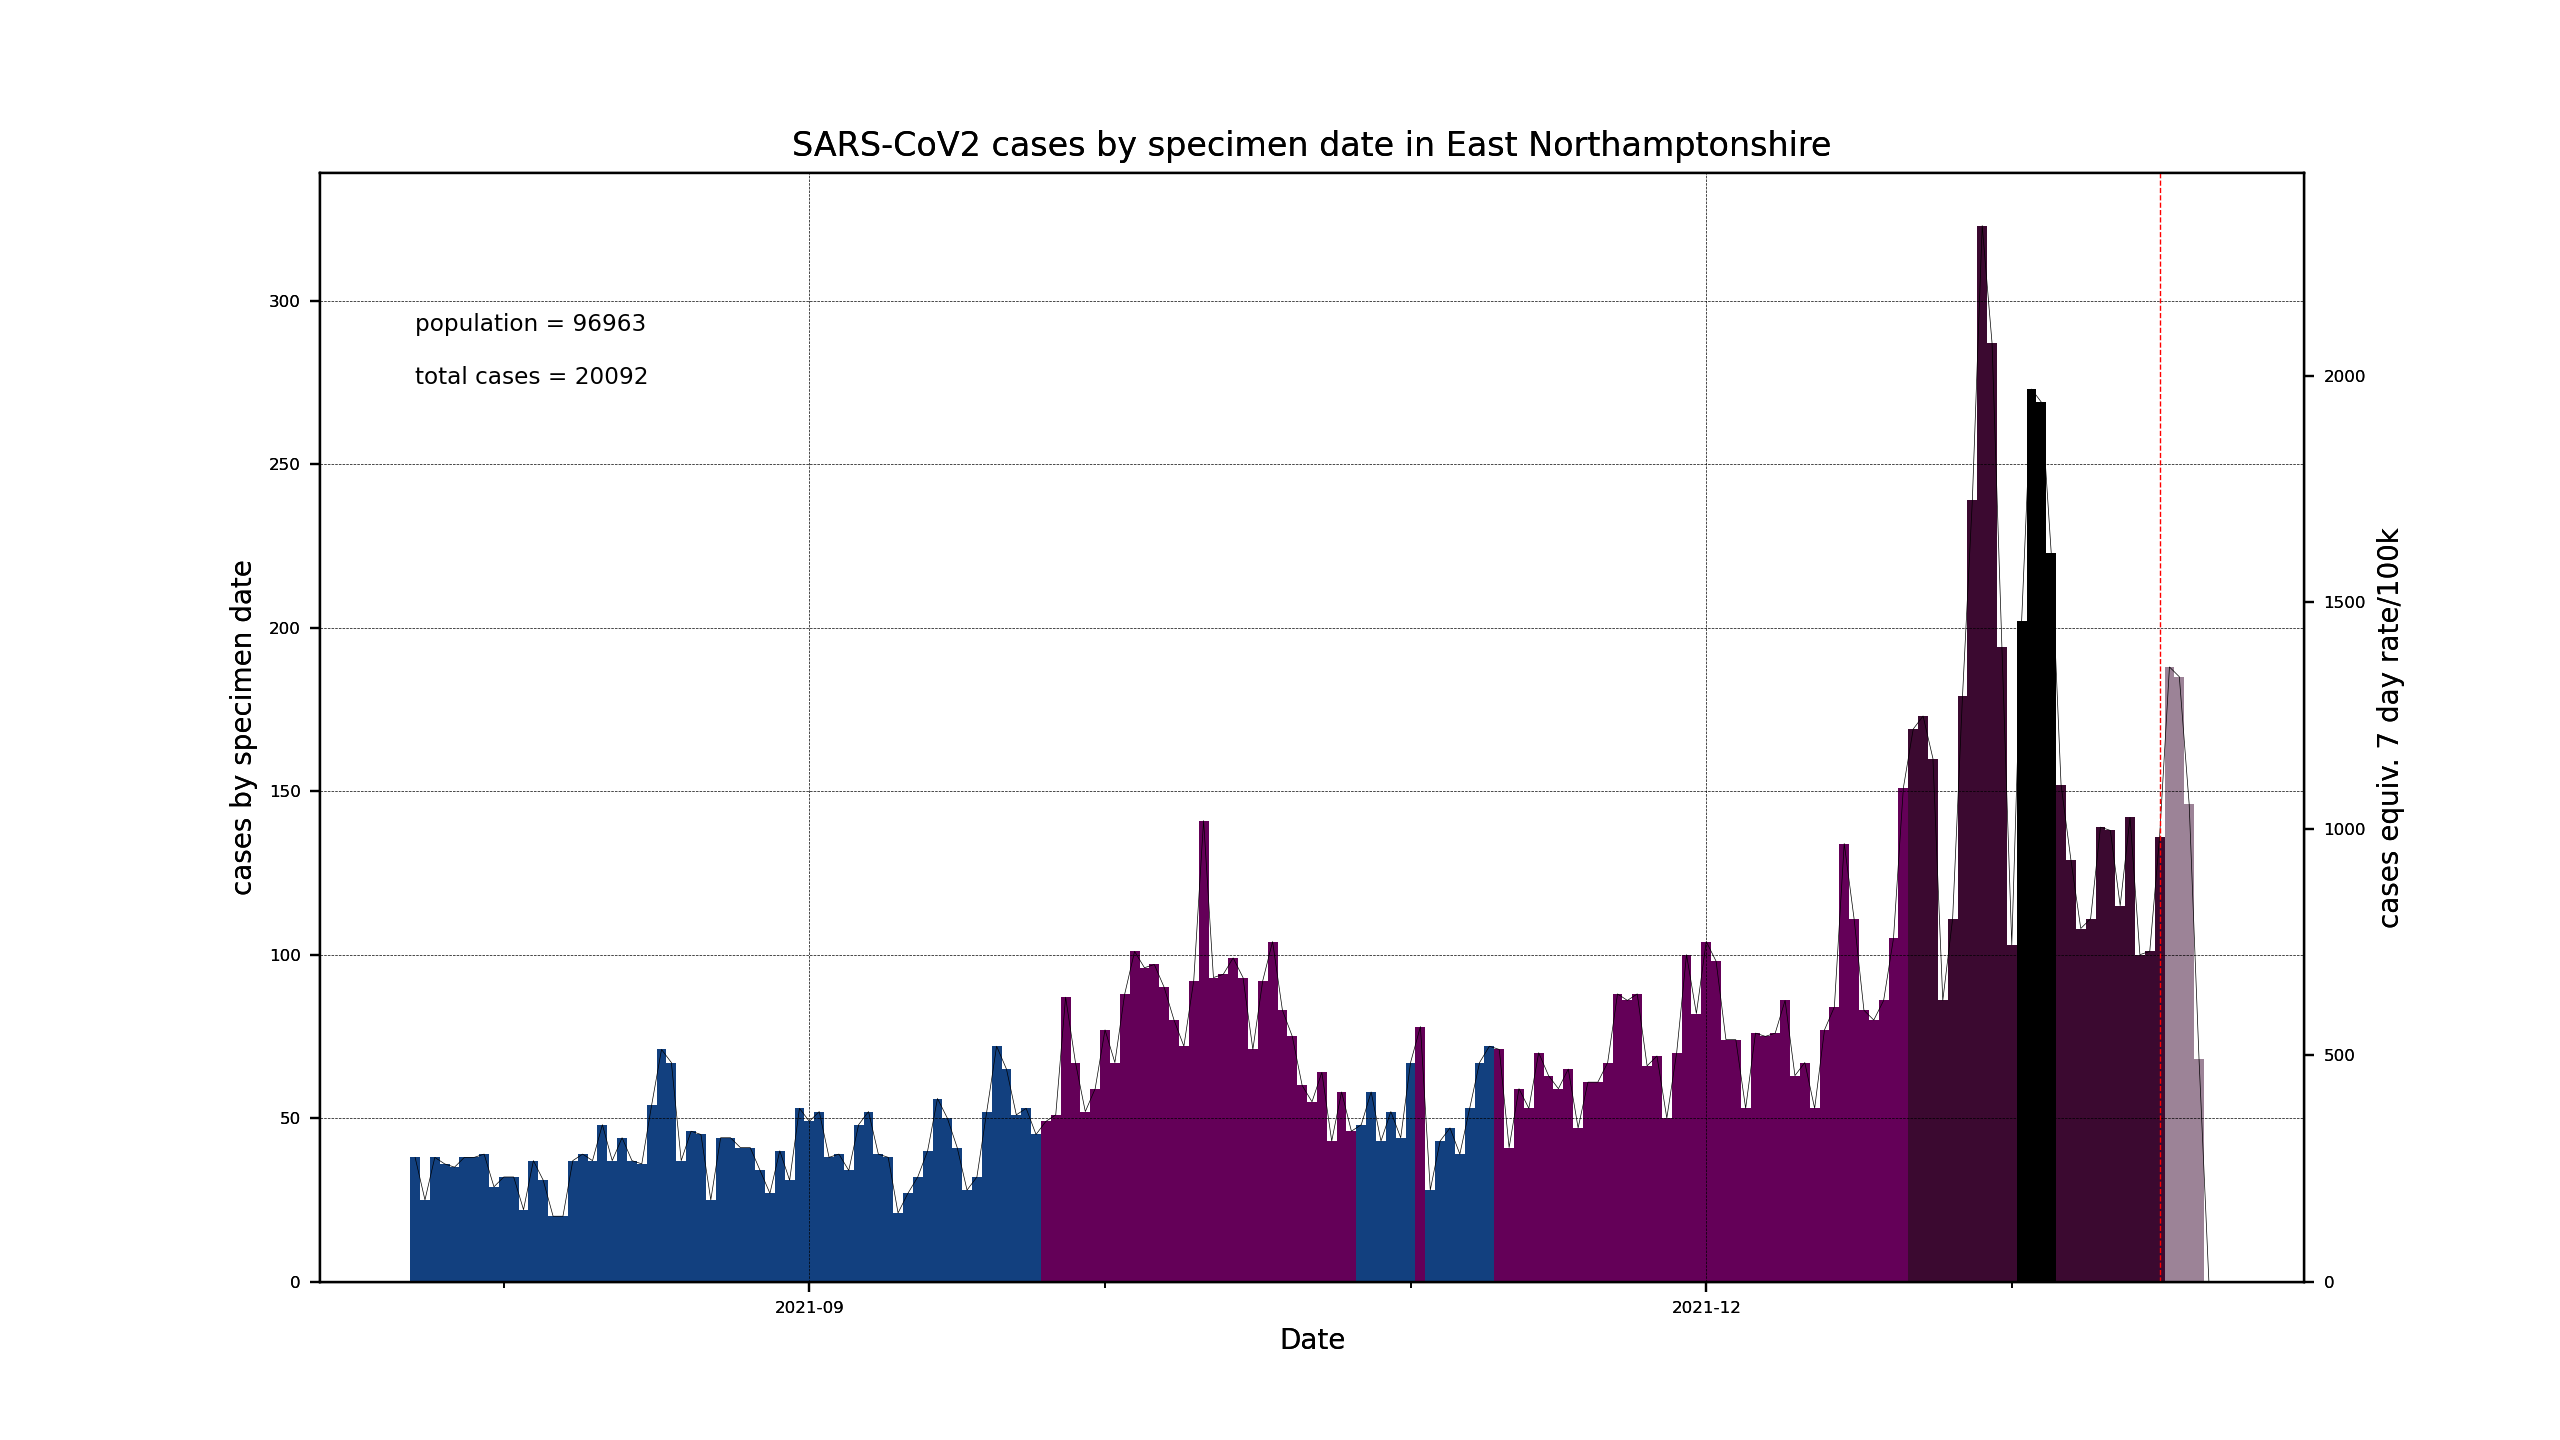 SARS-CoV2 cases by specimen date in East Northamptonshire
population = 96963
total cases = 20092
cases by specimen date
300
250
200
150
100
50
0
2000
1500
1000
500
0
cases equiv. 7 day rate/100k
2021-09
2021-12
Date